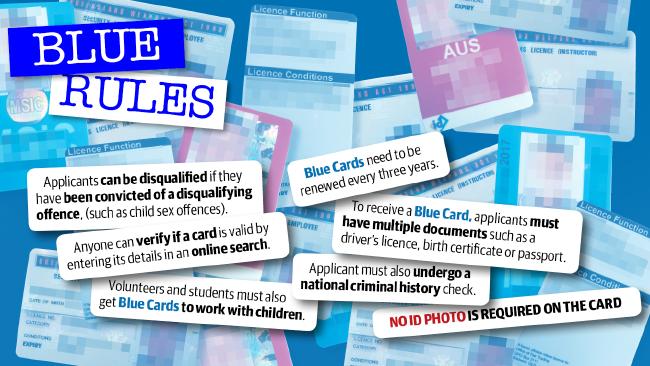 BLUE
RULES
Applicants can be disqualified if they
have been convicted of a disqualifying
offence, (such as child sex offences).
Anyone can verify if a card is valid by
entering its details in an online search.
Volunteers and students must also
get Blue Cards to work with children.
Blue Cards need to be
renewed every three years.
To receive a Blue Card, applicants must
have multiple documents such as a
driver's licence, birth certificate or passport.
Applicant must also undergo a
national criminal history check.
NO ID PHOTO IS REQUIRED ON THE CARD
Licence Function
Licence Conditions
AUS
MSIC
Licence Function
LICENCE (INSTRUCTOR)
2017
Licence Function
EXPIRY
CONDITIONS
EXPIRY